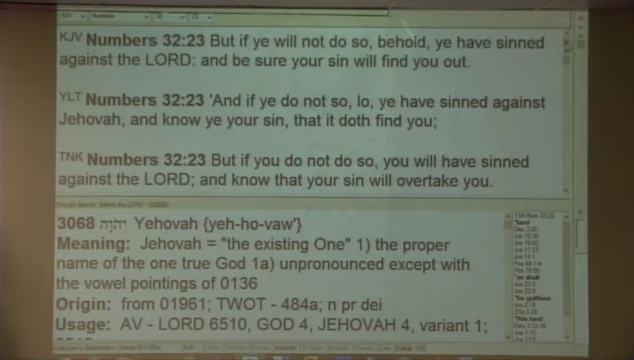 KJV Numbers 32:23 But if ye will not do so, behold, ye have sinned
against the LORD: and be sure your sin will find you out.
YLT Numbers 32:23 'And if ye do not so, lo, ye have sinned against
Jehovah, and know ye your sin, that it doth find you;
TNK Numbers 32:23 But if you do not do so, you will have sinned
against the LORD; and know that your sin will overtake you.
3068 יְהֹוָה Yehovah {yeh-ho-vaw'}
Meaning: Jehovah = "the existing One" 1) the proper
name of the one true God 1a) unpronounced except with
the vowel pointings of 0136
Origin: from 01961; TWOT - 484a; n pr dei
Usage: AV - LORD 6510, GOD 4, JEHOVAH 4, variant 1;